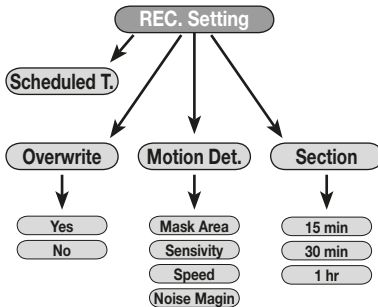 REC. Setting
Scheduled T.
Overwrite
Motion Det.
Section
Yes
No
Mask Area
Sensivity
Speed
Noise Magin
15 min
30 min
1 hr